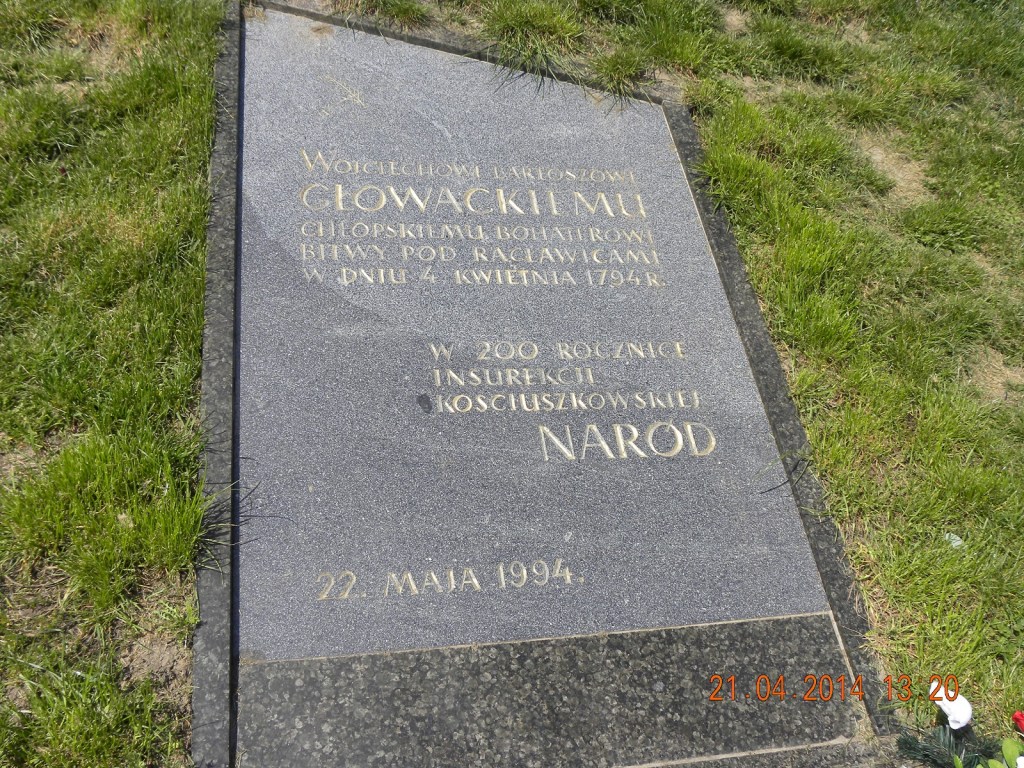 WOJCIECHOWI BARTOSZOWI
GŁOWACKIEMU
CHŁOPSKIEMU BOHATEROWI
BITWY POD RACŁAWICAMI
W DNIU 4 KWIETNIA 1794 R.
W 200 ROCZNICĘ
INSUREKCJI
KOŚCIUSZKOWSKIEJ
NARÓD
22. MAJA 1994.
21.04.2014 13 20